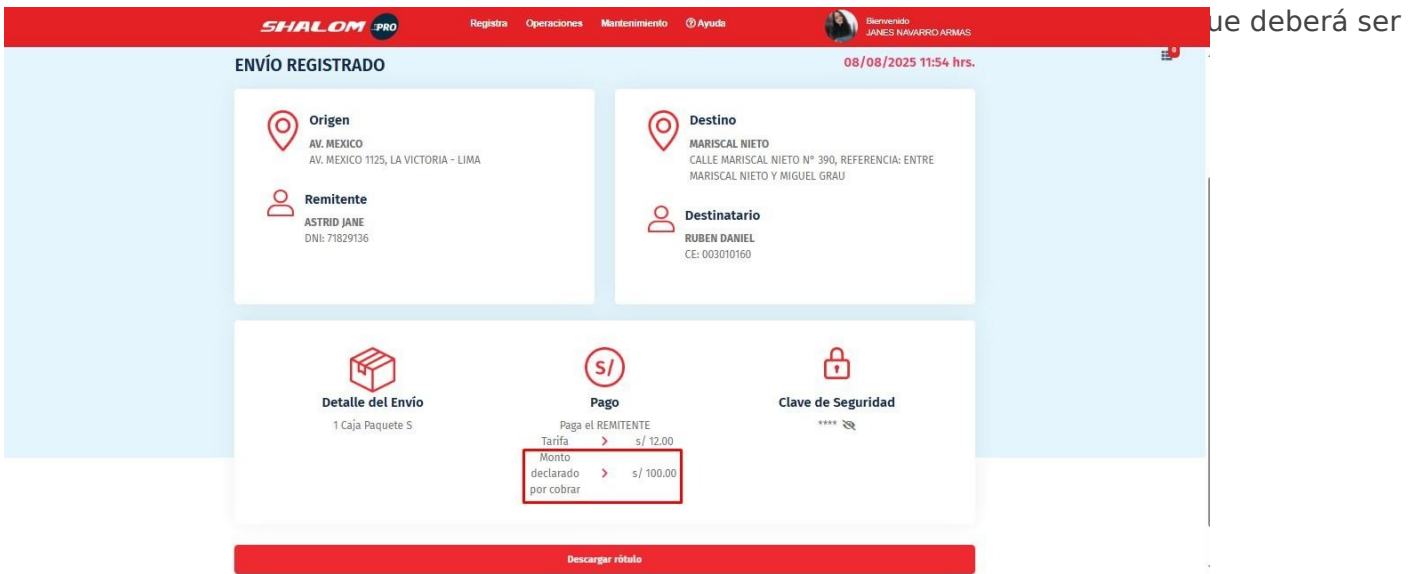 SHALOM PRO
Registra Operaciones Mantenimiento Ayuda
Bienvenido
JANES NAVARRO ARMAS
ue deberá ser
0
ENVÍO REGISTRADO
08/08/2025 11:54 hrs.
Origen
AV. MEXICO
AV. MEXICO 1125, LA VICTORIA - LIMA
Remitente
ASTRID JANE
DNI: 71829136
Destino
MARISCAL NIETO
CALLE MARISCAL NIETO N° 390, REFERENCIA: ENTRE
MARISCAL NIETO Y MIGUEL GRAU
Destinatario
RUBEN DANIEL
CE: 003010160
Detalle del Envío
1 Caja Paquete S
S/
Pago
Paga el REMITENTE
Tarifa > s/ 12.00
Monto
declarado > s/ 100.00
por cobrar
Clave de Seguridad
****
Descargar rótulo